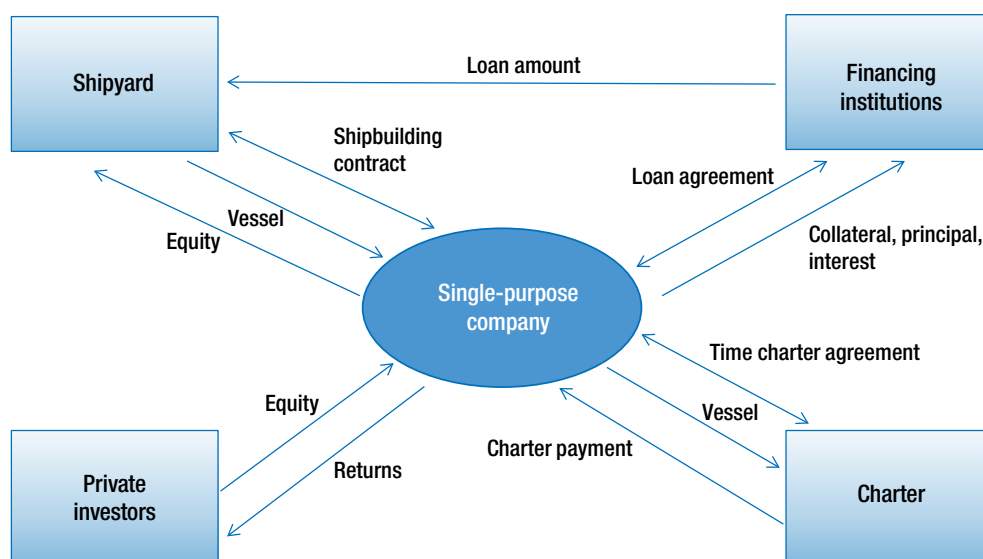 Shipyard
Loan amount
Financing
institutions
Shipbuilding
contract
Loan agreement
Vessel
Equity
Collateral, principal,
interest
Single-purpose
company
Time charter agreement
Equity
Vessel
Charter payment
Returns
Private
investors
Charter